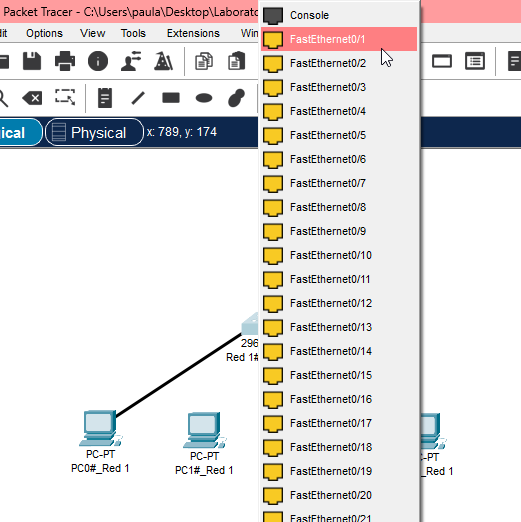 Packet Tracer - C:\Users\paula\Desktop\Laborato
dit Options View Tools Extensions Win
ical Physical x: 789, y: 174
Console
FastEthernet0/1
FastEthernet0/2
FastEthernet0/3
FastEthernet0/4
FastEthernet0/5
FastEthernet0/6
FastEthernet0/7
FastEthernet0/8
FastEthernet0/9
FastEthernet0/10
FastEthernet0/11
FastEthernet0/12
FastEthernet0/13
FastEthernet0/14
FastEthernet0/15
FastEthernet0/16
FastEthernet0/17
FastEthernet0/18
FastEthernet0/19
FastEthernet0/20
FastEthernet0/21
296
Red 1#
PC-PT
PC0#_Red 1
PC-PT
PC1#_Red 1
C-PT
_Red 1